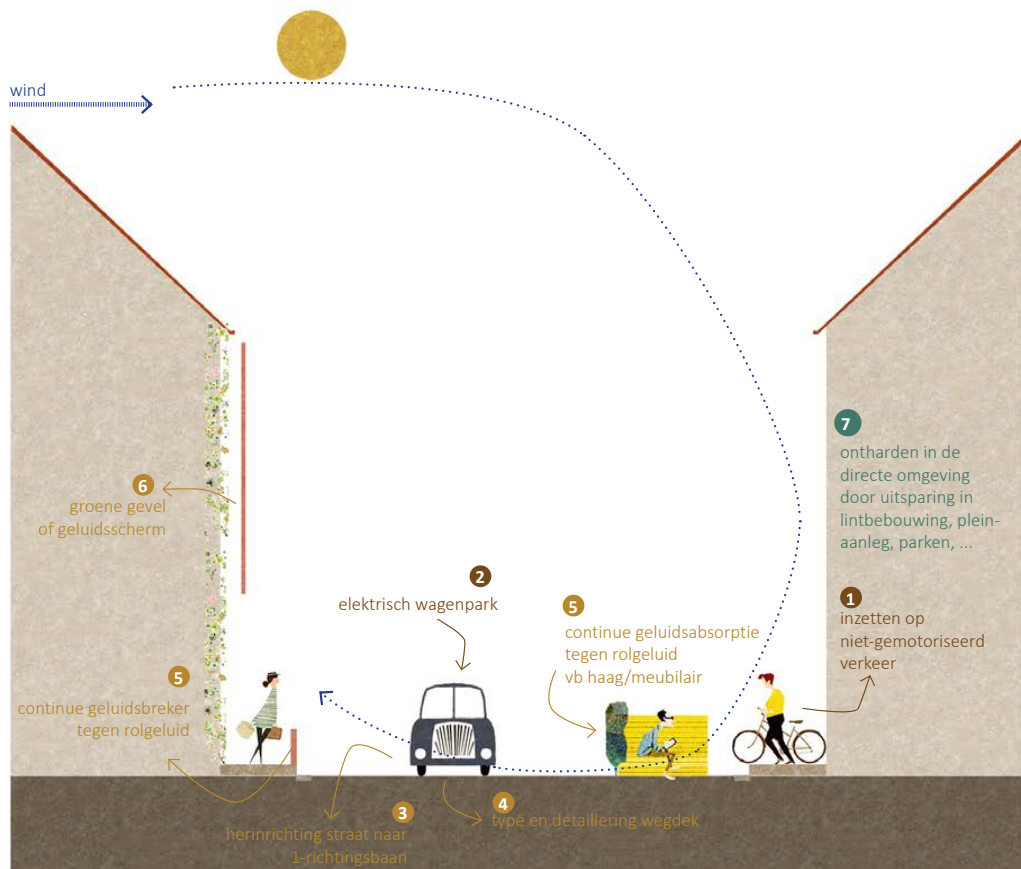 wind
7
ontharden in de
directe omgeving
door uitsparing in
lintbebouwing, plein-
aanleg, parken, ...
6
groene gevel
of geluidsscherm
2
elektrisch wagenpark
5
continue geluidsabsorptie
tegen rolgeluid
vb haag/meubilair
1
inzetten op
niet-gemotoriseerd
verkeer
5
continue geluidsbreker
tegen rolgeluid
3
herinrichting straat naar
1-richtingsbaan
4
type en detaillering wegdek